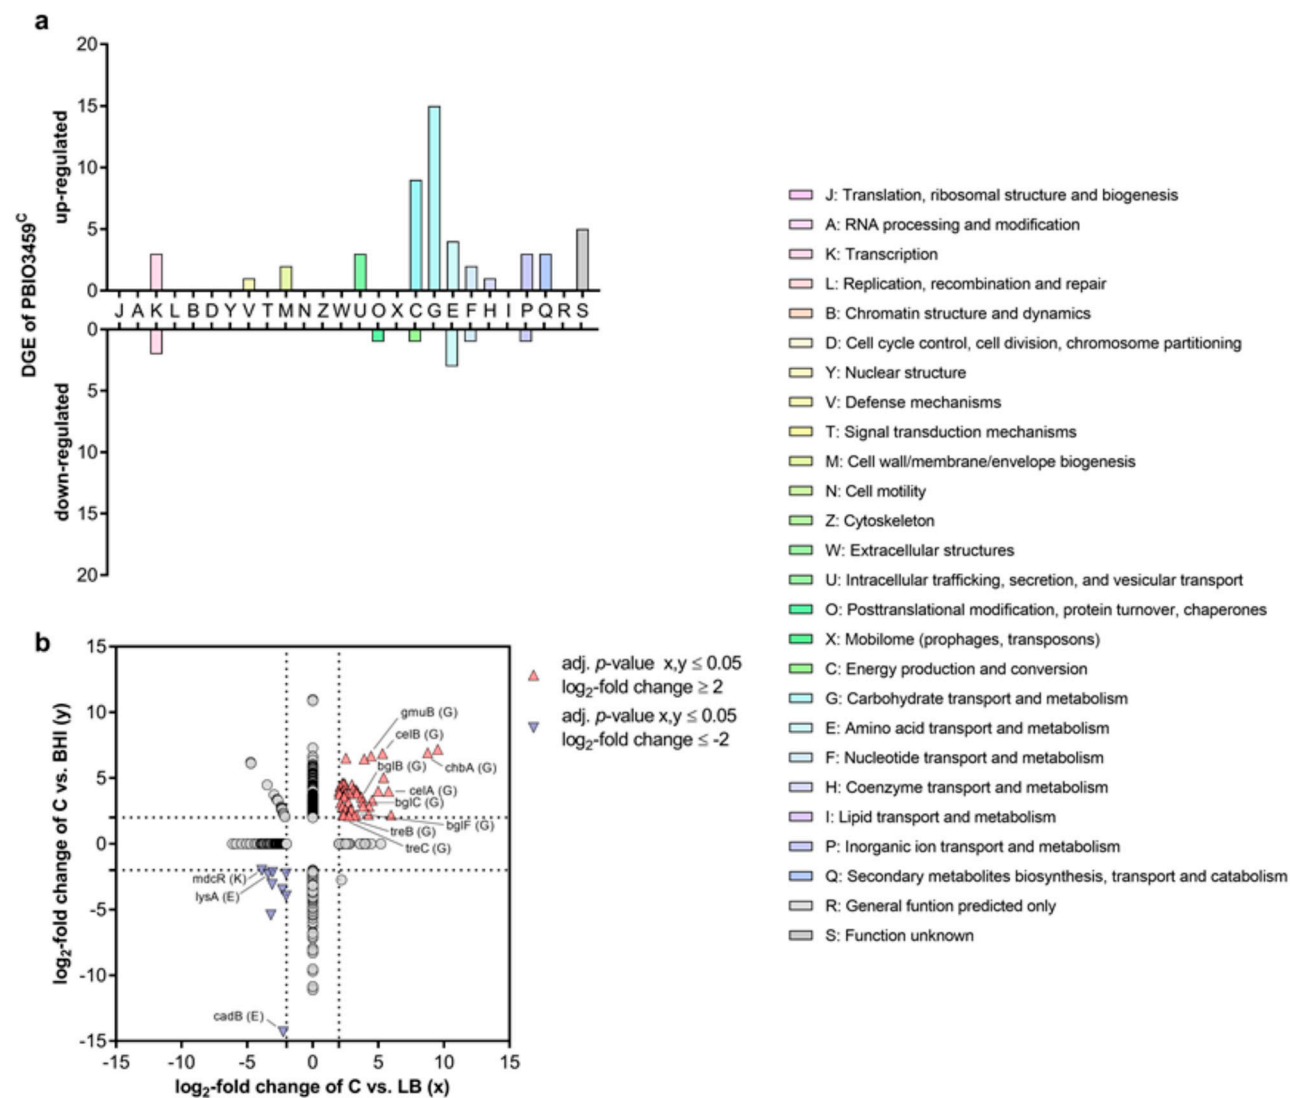 a
DGE of PBIO3459C
up-regulated
down-regulated
20
15
10
5
0
J A K L B D Y V T M N Z W U O X C G E F H I P Q R S
0
5
10
15
20
J: Translation, ribosomal structure and biogenesis
A: RNA processing and modification
K: Transcription
L: Replication, recombination and repair
B: Chromatin structure and dynamics
D: Cell cycle control, cell division, chromosome partitioning
Y: Nuclear structure
V: Defense mechanisms
T: Signal transduction mechanisms
M: Cell wall/membrane/envelope biogenesis
N: Cell motility
Z: Cytoskeleton
W: Extracellular structures
U: Intracellular trafficking, secretion, and vesicular transport
O: Posttranslational modification, protein turnover, chaperones
X: Mobilome (prophages, transposons)
C: Energy production and conversion
G: Carbohydrate transport and metabolism
E: Amino acid transport and metabolism
F: Nucleotide transport and metabolism
H: Coenzyme transport and metabolism
I: Lipid transport and metabolism
P: Inorganic ion transport and metabolism
Q: Secondary metabolites biosynthesis, transport and catabolism
R: General funtion predicted only
S: Function unknown
b
log2-fold change of C vs. BHI (y)
15
10
5
0
-5
-10
-15
gmuB (G)
celB (G)
bglB (G)
chbA (G)
celA (G)
bglC (G)
bglF (G)
treB (G)
treC (G)
mdcR (K)
lysA (E)
cadB (E)
-15 -10 -5 0 5 10 15
log2-fold change of C vs. LB (x)
adj. p-value x,y ≤ 0.05
log2-fold change ≥ 2
adj. p-value x,y ≤ 0.05
log2-fold change ≤ -2